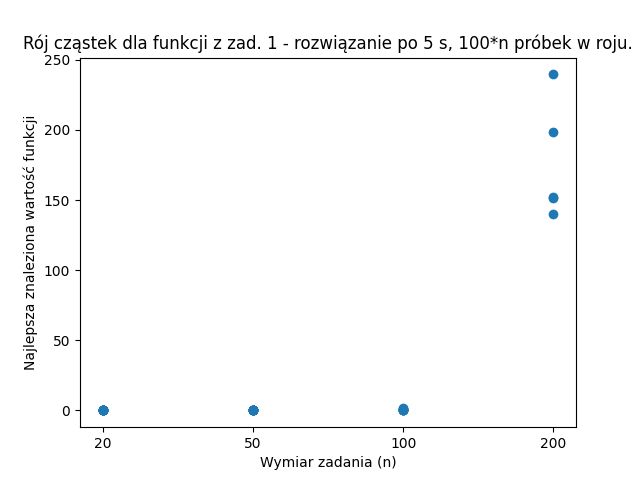 Rój cząstek dla funkcji z zad. 1 - rozwiązanie po 5 s, 100*n próbek w roju.
250
200
150
100
50
0
Najlepsza znaleziona wartość funkcji
20 50 100 200
Wymiar zadania (n)